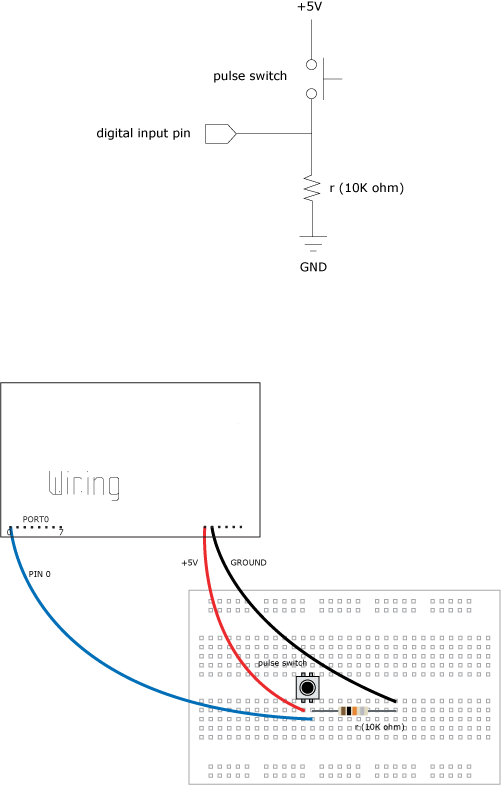 +5V
pulse switch
digital input pin
r (10K ohm)
GND
Wiring
PORT0
0
7
+5V
GROUND
PIN 0
pulse switch
r (10K ohm)